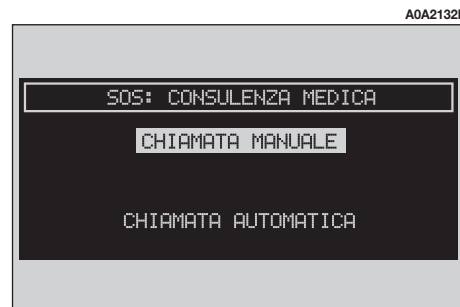 A0A2132
SOS: CONSULENZA MEDICA
CHIAMATA MANUALE
CHIAMATA AUTOMATICA